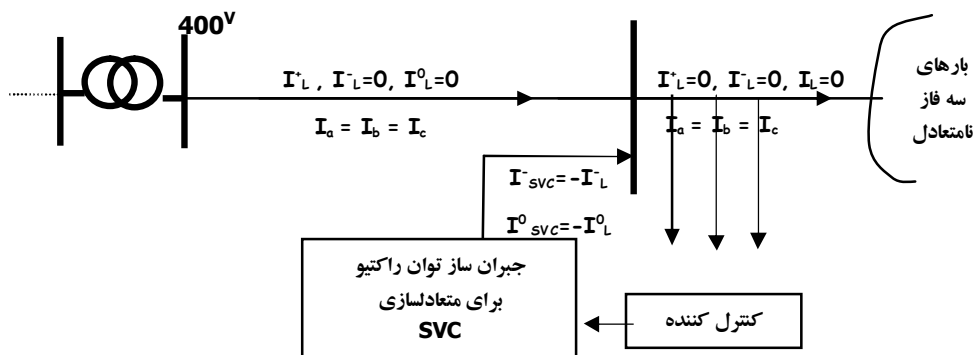 400V
I⁺L , I⁻L=0, I⁰L=0
Ia = Ib = Ic
I⁺L=0, I⁻L=0, IL=0
Ia = Ib = Ic
بارهای
سه فاز
نامتعادل
I⁻SVC=-I⁻L
I⁰SVC=-I⁰L
جبران ساز توان راکتیو
برای متعادلسازی
SVC
کنترل کننده